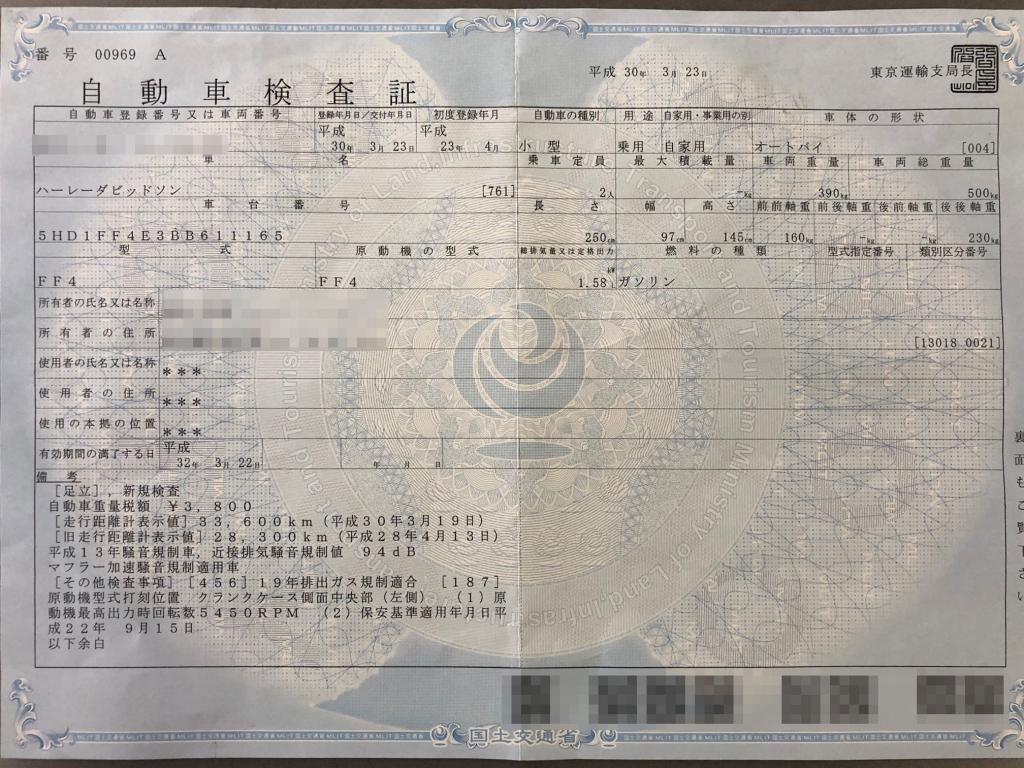 番号 00969 A
平成 30年 3月 23日
東京運輸支局長
自動車検査証
自動車登録番号又は車両番号 登録年月日/交付年月日 初度登録年月 自動車の種別 用途 自家用・事業用の別 車体の形状
平成 30年 3月 23日 平成 23年 4月 小型 乗用 自家用 オートバイ [004]
車名 乗車定員 最大積載量 車両重量 車両総重量
ハーレーダビッドソン [761] 2人 -kg 390kg 500kg
車台番号 長さ 幅 高さ 前前軸重 前後軸重 後前軸重 後後軸重
5HD1FF4E3BB611165 250cm 97cm 145cm 160kg -kg -kg 230kg
型式 原動機の型式 総排気量又は定格出力 燃料の種類 型式指定番号 類別区分番号
FF4 FF4 1.58 kW L ガソリン
所有者の氏名又は名称
所有者の住所 [13018 0021]
使用者の氏名又は名称 ***
使用者の住所 ***
使用の本拠の位置 ***
有効期間の満了する日 平成 32年 3月 22日 年 月 日
備考
[足立],新規検査
自動車重量税額 ¥3,800
[走行距離計表示値]33,600km(平成30年3月19日)
[旧走行距離計表示値]28,300km(平成28年4月13日)
平成13年騒音規制車,近接排気騒音規制値 94dB
マフラー加速騒音規制適用車
[その他検査事項][456]19年排出ガス規制適合 [187]
原動機型式打刻位置 クランクケース側面中央部(左側) (1)原
動機最高出力時回転数5450RPM (2)保安基準適用年月日平
成22年 9月15日
以下余白
裏面もご覧下さい
国土交通省